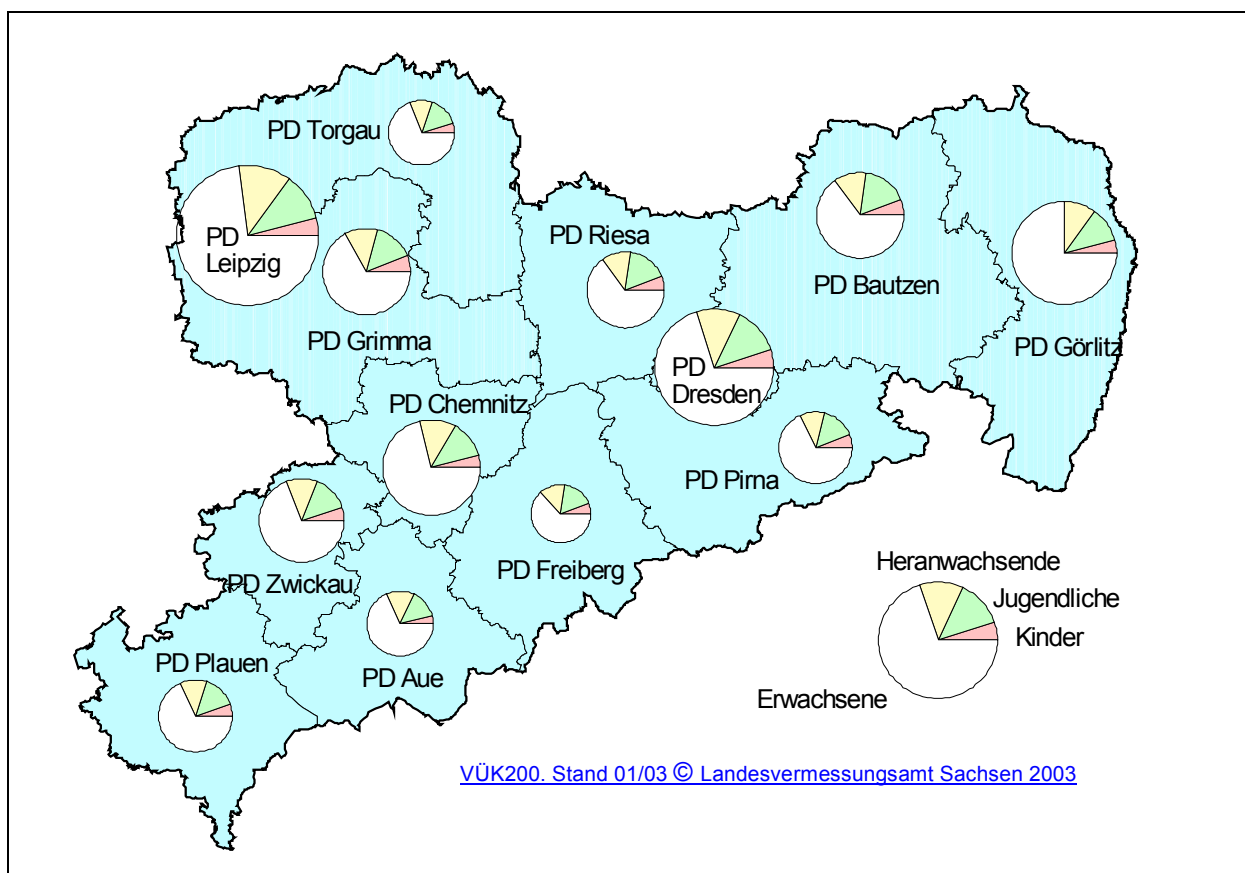 PD Torgau
PD
Leipzig
PD Riesa
PD Bautzen
PD Grimma
PD Görlitz
PD
Dresden
PD Chemnitz
PD Pirna
PD Zwickau
PD Freiberg
PD Plauen
PD Aue
Heranwachsende
Jugendliche
Kinder
Erwachsene
VÜK200. Stand 01/03 © Landesvermessungsamt Sachsen 2003